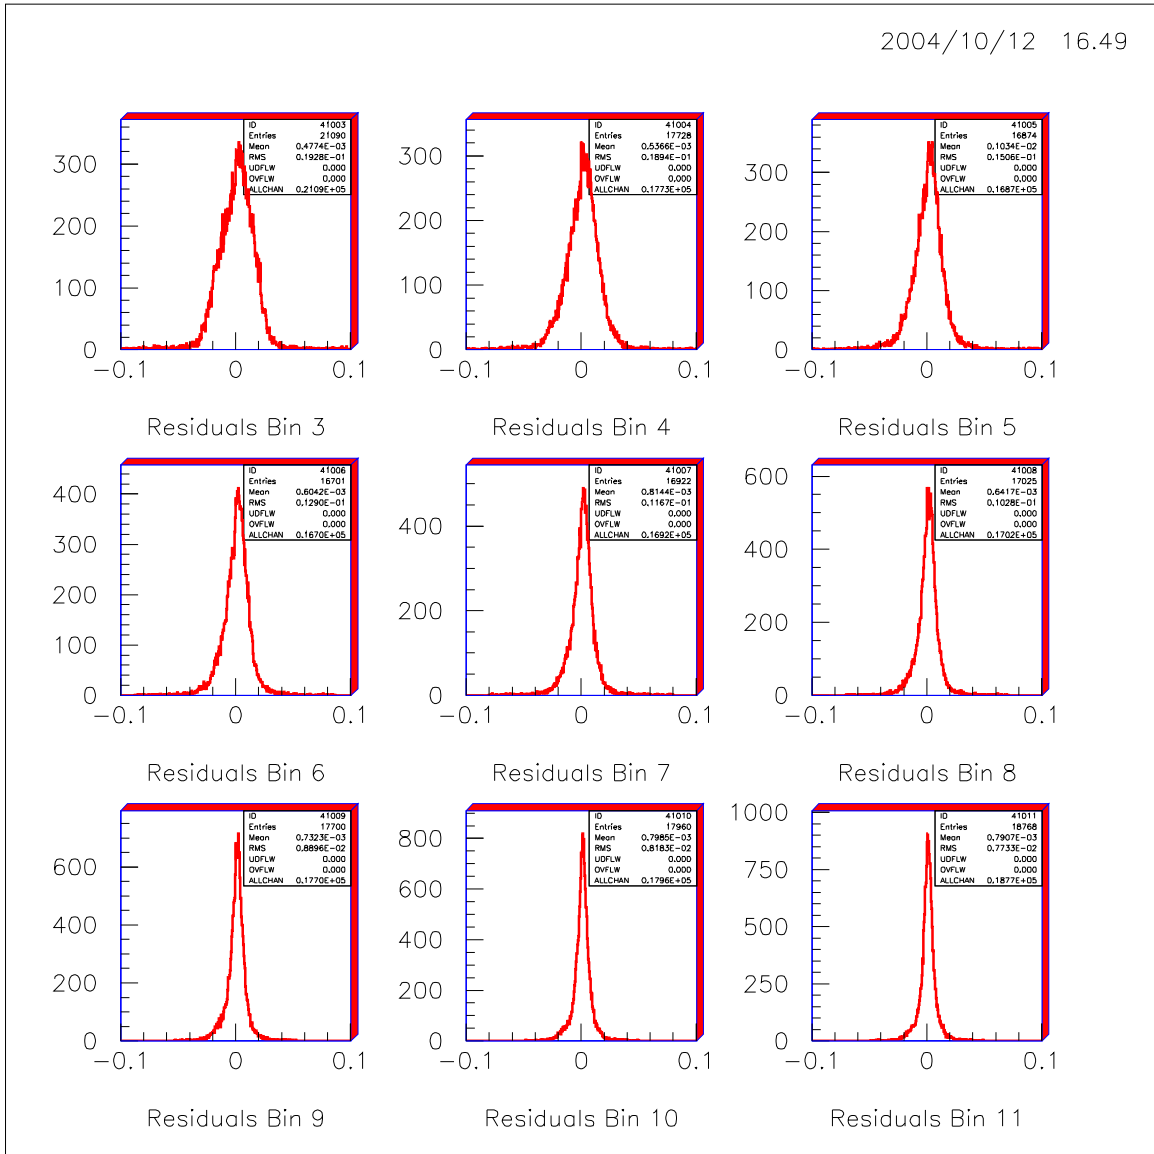 2004/10/12 16.49
ID 41003
Entries 21090
Mean 0.4774E-03
RMS 0.1928E-01
UDFLW 0.000
OVFLW 0.000
ALLCHAN 0.2109E+05
300
200
100
0
-0.1 0 0.1
Residuals Bin 3
ID 41004
Entries 17728
Mean 0.5366E-03
RMS 0.1894E-01
UDFLW 0.000
OVFLW 0.000
ALLCHAN 0.1773E+05
300
200
100
0
-0.1 0 0.1
Residuals Bin 4
ID 41005
Entries 16874
Mean 0.1034E-02
RMS 0.1506E-01
UDFLW 0.000
OVFLW 0.000
ALLCHAN 0.1687E+05
300
200
100
0
-0.1 0 0.1
Residuals Bin 5
ID 41006
Entries 16701
Mean 0.6042E-03
RMS 0.1290E-01
UDFLW 0.000
OVFLW 0.000
ALLCHAN 0.1670E+05
400
300
200
100
0
-0.1 0 0.1
Residuals Bin 6
ID 41007
Entries 16922
Mean 0.8144E-03
RMS 0.1167E-01
UDFLW 0.000
OVFLW 0.000
ALLCHAN 0.1692E+05
400
200
0
-0.1 0 0.1
Residuals Bin 7
ID 41008
Entries 17025
Mean 0.6417E-03
RMS 0.1028E-01
UDFLW 0.000
OVFLW 0.000
ALLCHAN 0.1702E+05
600
400
200
0
-0.1 0 0.1
Residuals Bin 8
ID 41009
Entries 17700
Mean 0.7323E-03
RMS 0.8896E-02
UDFLW 0.000
OVFLW 0.000
ALLCHAN 0.1770E+05
600
400
200
0
-0.1 0 0.1
Residuals Bin 9
ID 41010
Entries 17960
Mean 0.7985E-03
RMS 0.8183E-02
UDFLW 0.000
OVFLW 0.000
ALLCHAN 0.1796E+05
800
600
400
200
0
-0.1 0 0.1
Residuals Bin 10
ID 41011
Entries 18768
Mean 0.7907E-03
RMS 0.7733E-02
UDFLW 0.000
OVFLW 0.000
ALLCHAN 0.1877E+05
1000
750
500
250
0
-0.1 0 0.1
Residuals Bin 11